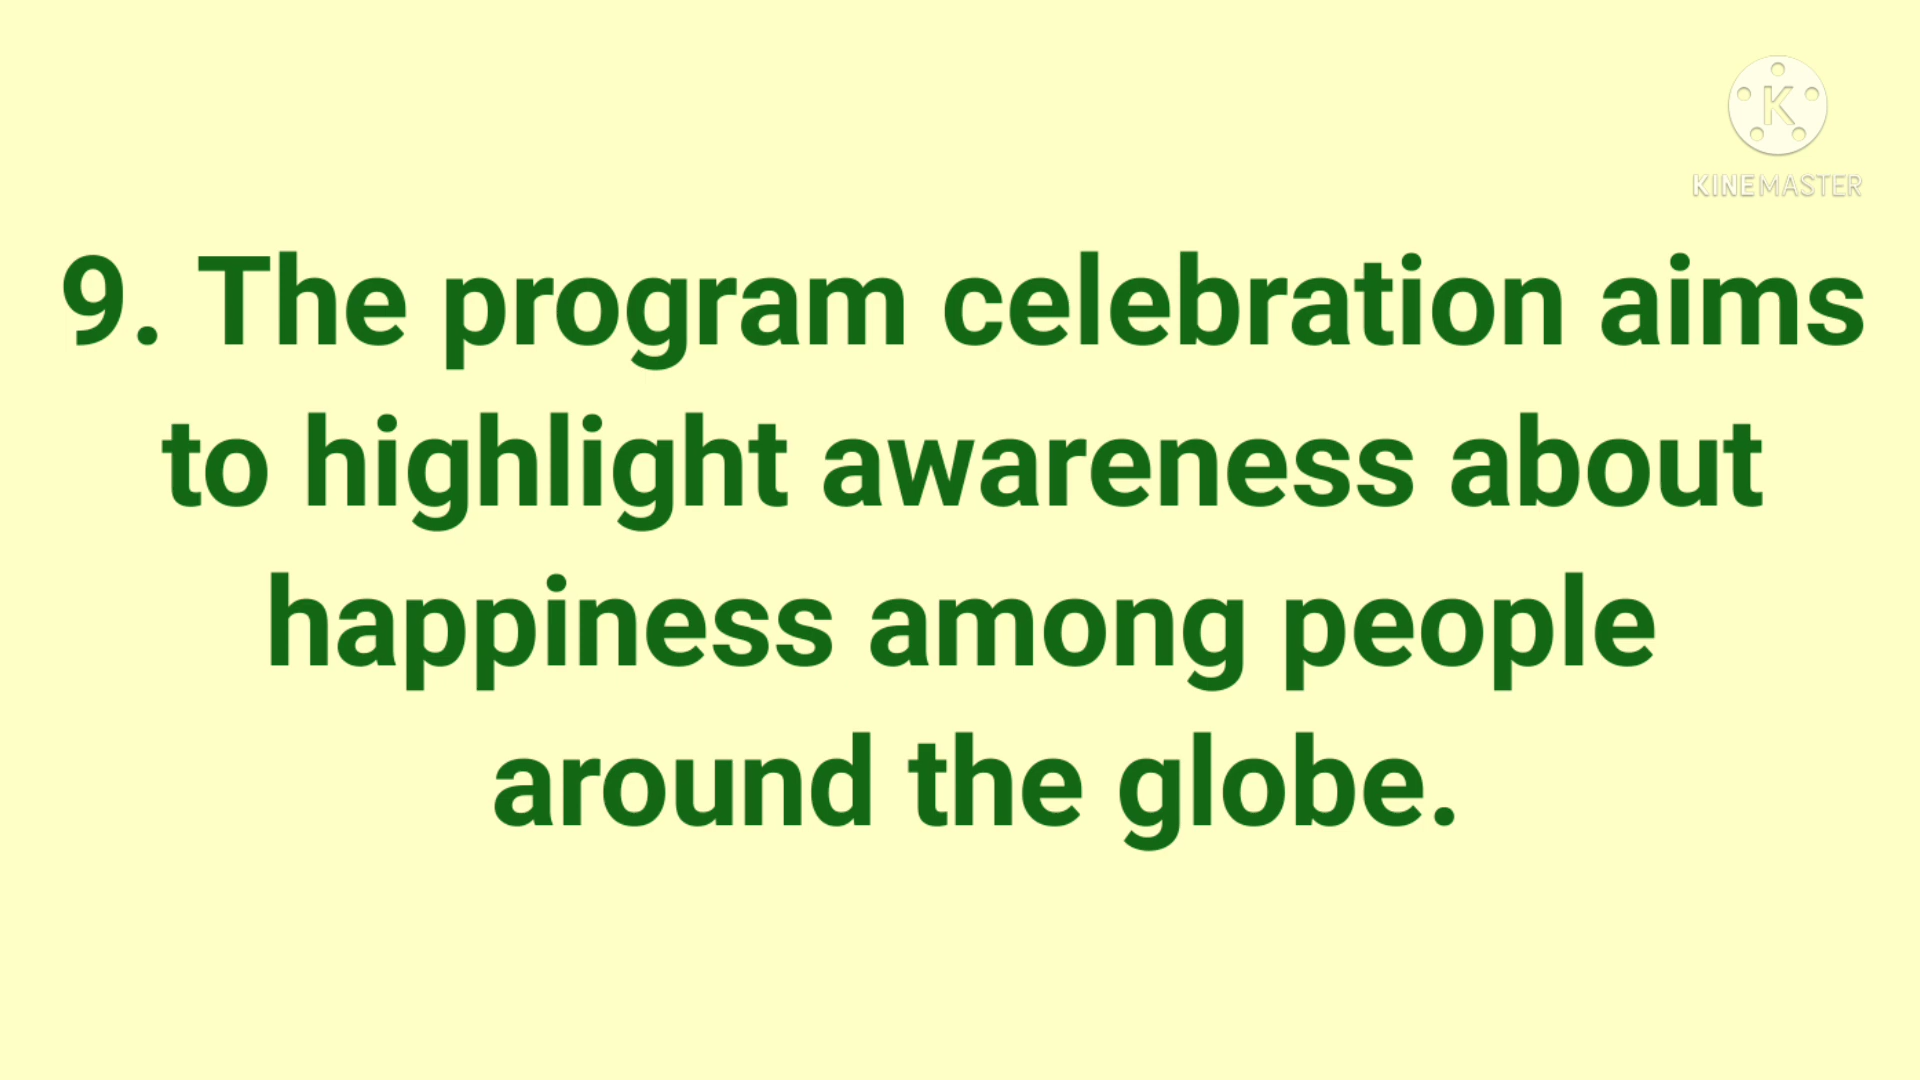 K
KINEMASTER
9. The program celebration aims
to highlight awareness about
happiness among people
around the globe.